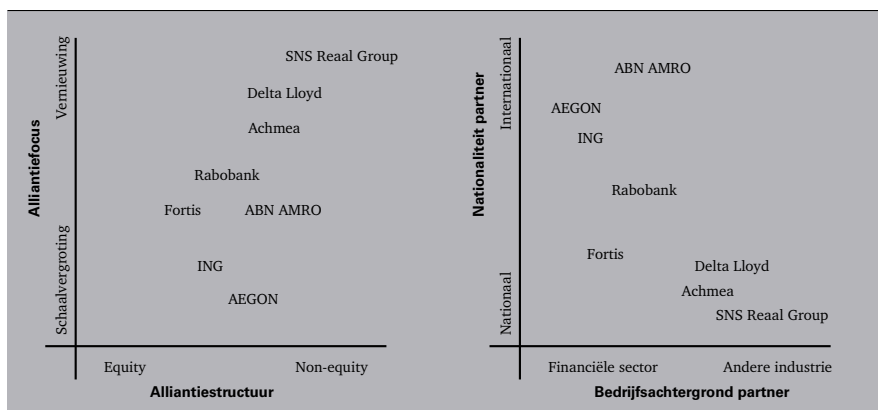 Alliantiefocus
Vernieuwing
Schaalvergroting
SNS Reaal Group
Delta Lloyd
Achmea
Rabobank
Fortis
ABN AMRO
ING
AEGON
Equity
Non-equity
Alliantiestructuur
Nationaliteit partner
Internationaal
Nationaal
ABN AMRO
AEGON
ING
Rabobank
Fortis
Delta Lloyd
Achmea
SNS Reaal Group
Financiële sector
Andere industrie
Bedrijfsachtergrond partner